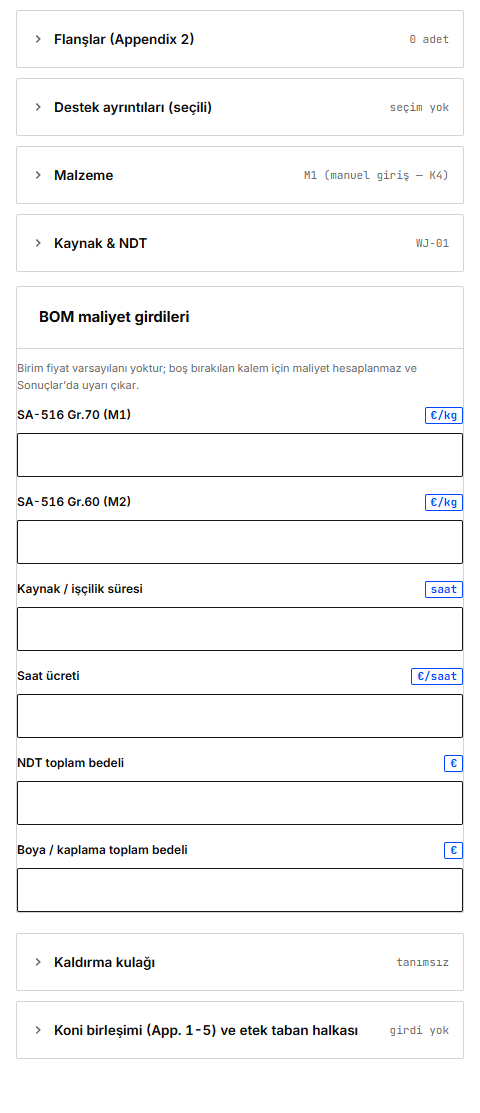 Flanşlar (Appendix 2) 0 adet
Destek ayrıntıları (seçili) seçim yok
Malzeme M1 (manuel giriş — K4)
Kaynak & NDT WJ-01
BOM maliyet girdileri
Birim fiyat varsayılanı yoktur; boş bırakılan kalem için maliyet hesaplanmaz ve
Sonuçlar'da uyarı çıkar.
SA-516 Gr.70 (M1) €/kg
SA-516 Gr.60 (M2) €/kg
Kaynak / işçilik süresi saat
Saat ücreti €/saat
NDT toplam bedeli €
Boya / kaplama toplam bedeli €
Kaldırma kulağı tanımsız
Koni birleşimi (App. 1-5) ve etek taban halkası girdi yok